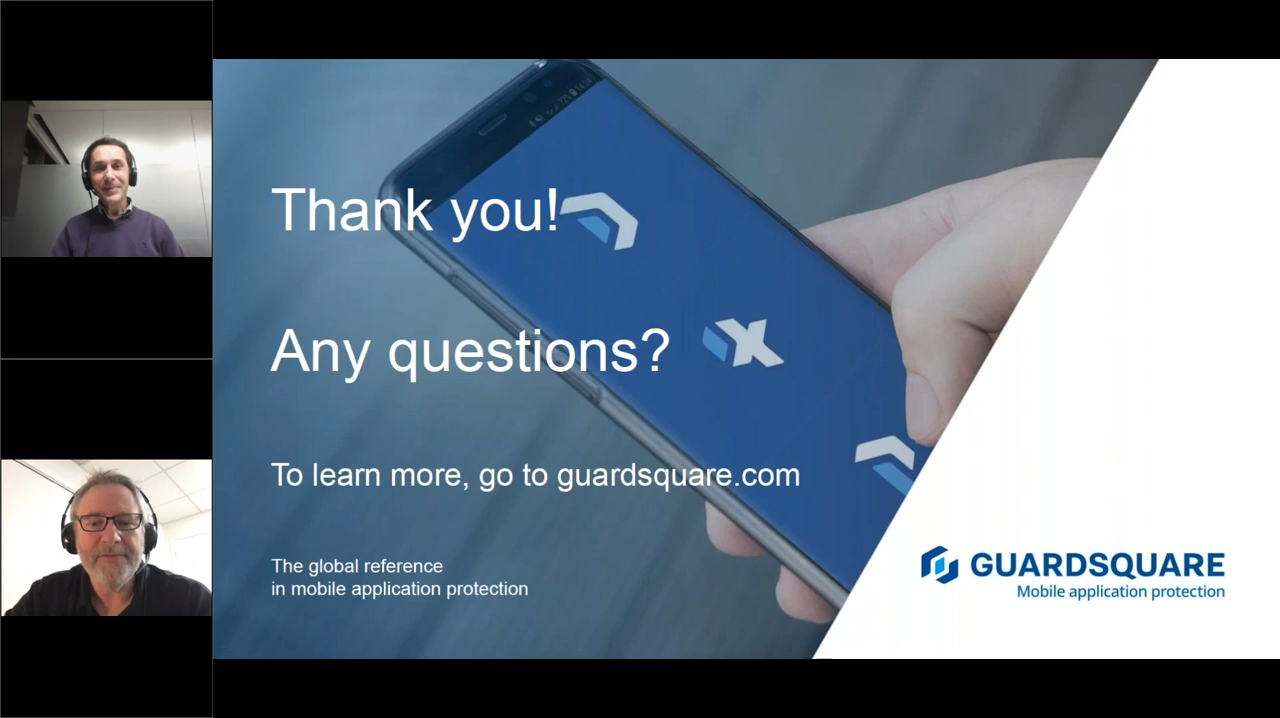 Thank you!
Any questions?
To learn more, go to guardsquare.com
The global reference
in mobile application protection
GUARDSQUARE
Mobile application protection